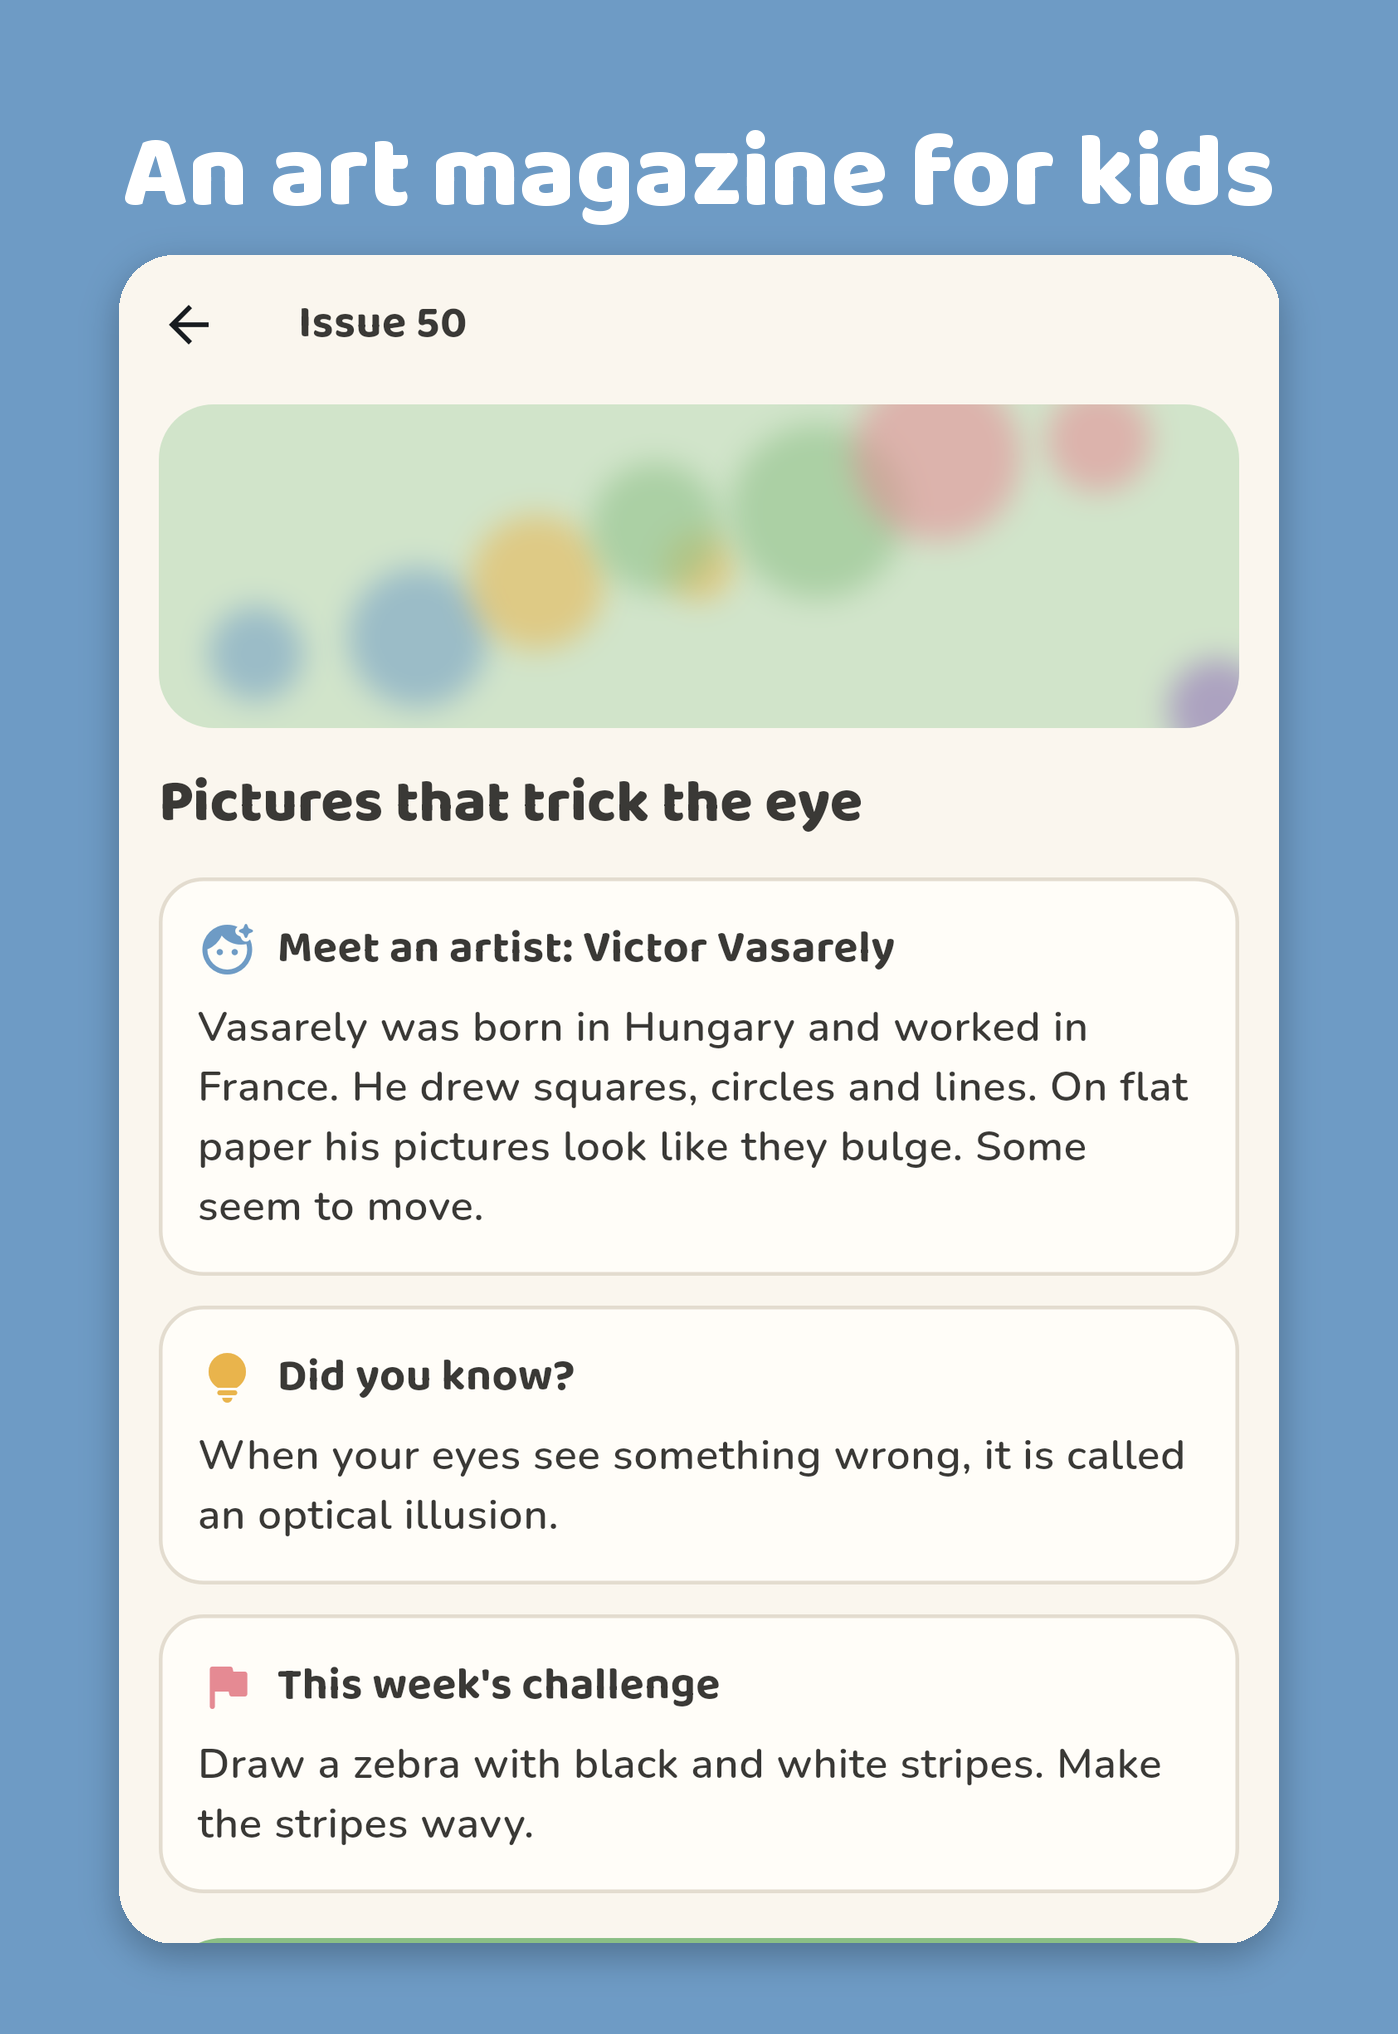 An art magazine for kids
Issue 50
Pictures that trick the eye
Meet an artist: Victor Vasarely
Vasarely was born in Hungary and worked in
France. He drew squares, circles and lines. On flat
paper his pictures look like they bulge. Some
seem to move.
Did you know?
When your eyes see something wrong, it is called
an optical illusion.
This week's challenge
Draw a zebra with black and white stripes. Make
the stripes wavy.